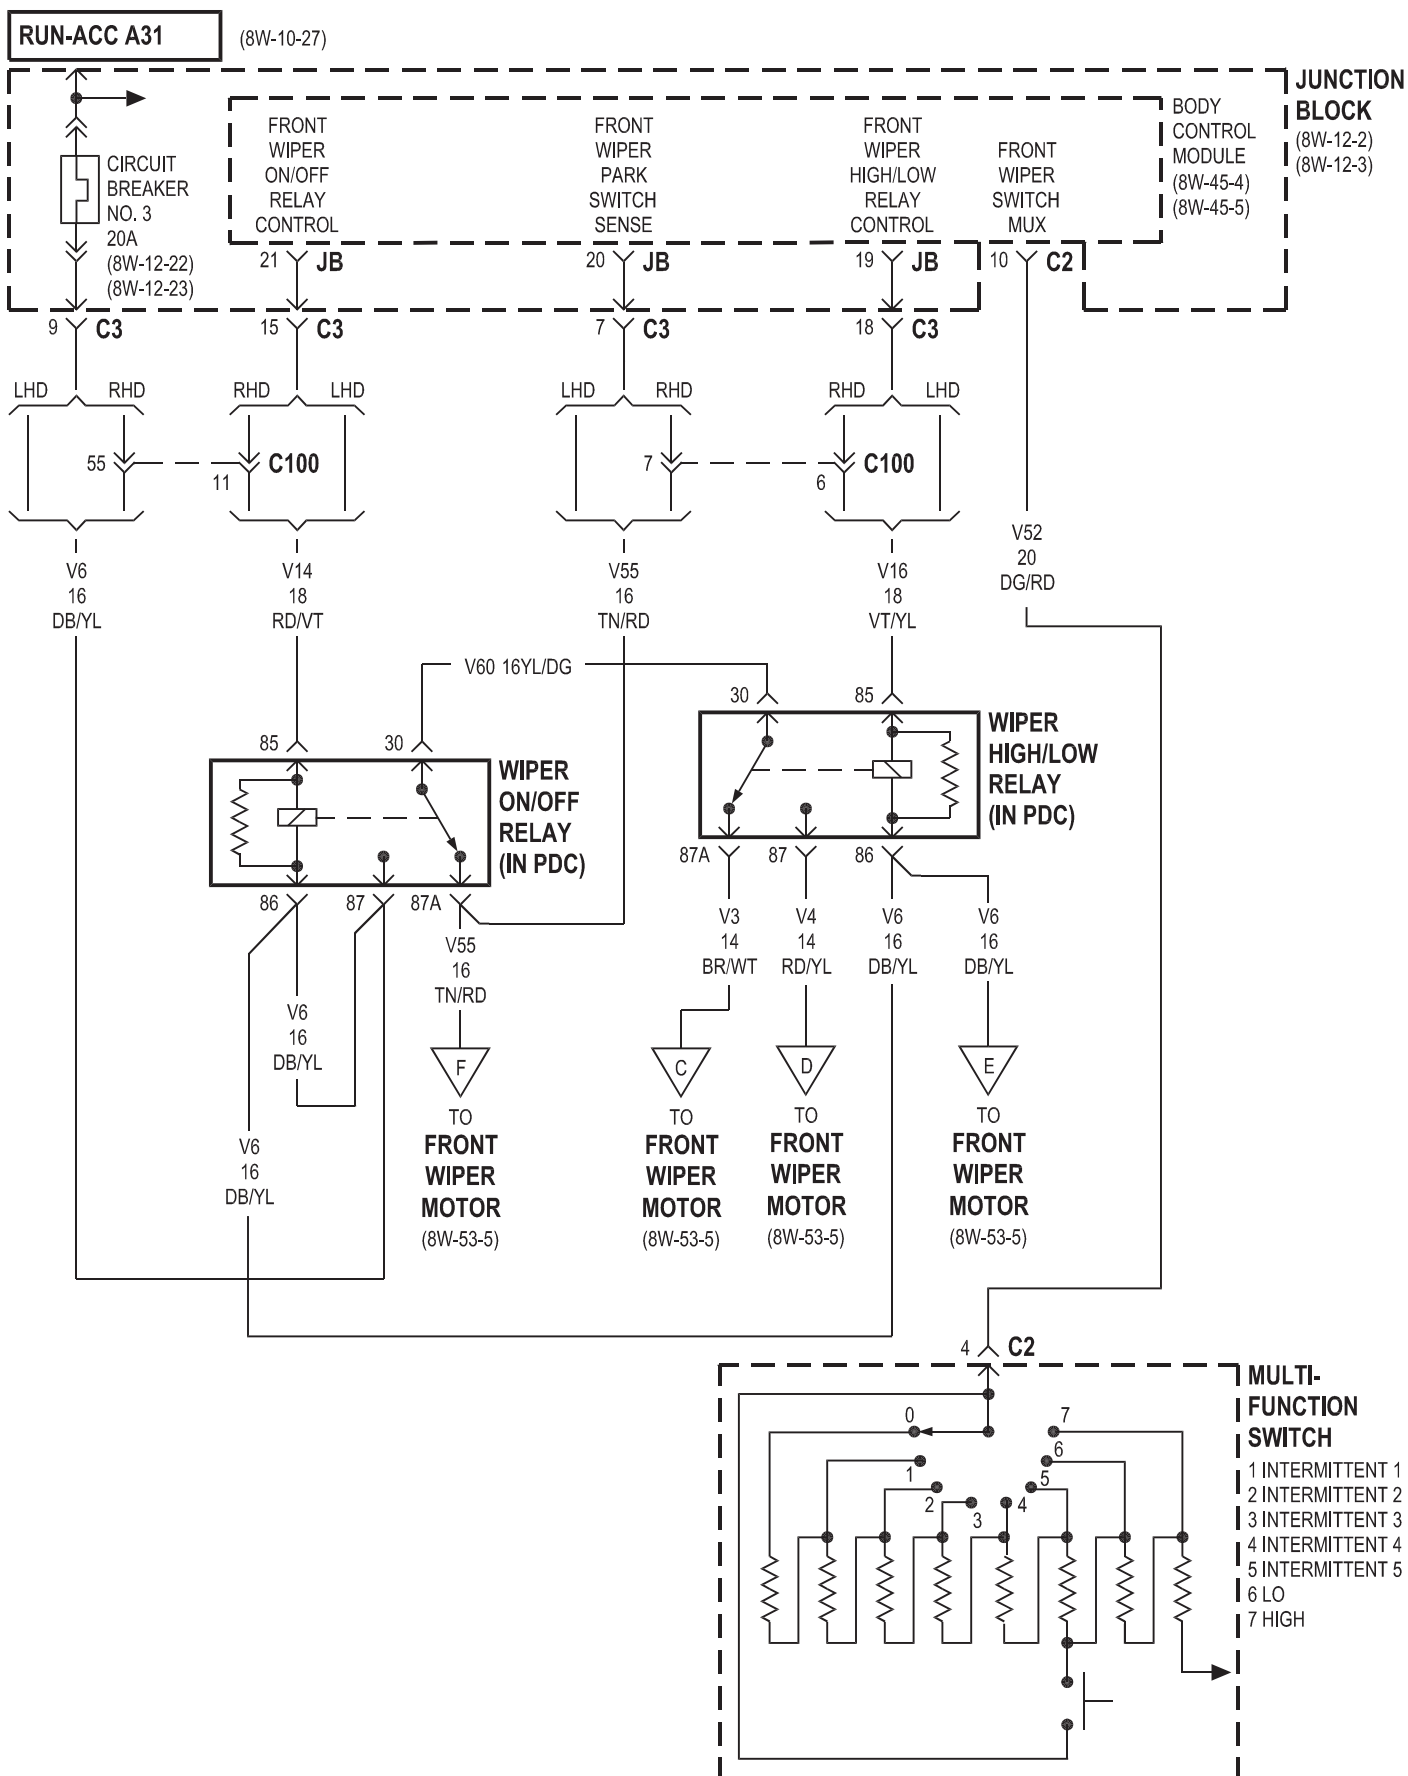 RUN-ACC A31
(8W-10-27)
JUNCTION
BLOCK
(8W-12-2)
(8W-12-3)
BODY
CONTROL
MODULE
(8W-45-4)
(8W-45-5)
FRONT
WIPER
ON/OFF
RELAY
CONTROL
FRONT
WIPER
PARK
SWITCH
SENSE
FRONT
WIPER
HIGH/LOW
RELAY
CONTROL
FRONT
WIPER
SWITCH
MUX
CIRCUIT
BREAKER
NO. 3
20A
(8W-12-22)
(8W-12-23)
21 JB
20 JB
19 JB
10 C2
9 C3
15 C3
7 C3
18 C3
LHD RHD
RHD LHD
LHD RHD
RHD LHD
55
11
C100
7
6
C100
V6
16
DB/YL
V14
18
RD/VT
V55
16
TN/RD
V16
18
VT/YL
V52
20
DG/RD
V60 16YL/DG
30
85
WIPER
HIGH/LOW
RELAY
(IN PDC)
85
30
WIPER
ON/OFF
RELAY
(IN PDC)
87A
87
86
86
87
87A
V3
14
BR/WT
V4
14
RD/YL
V6
16
DB/YL
V6
16
DB/YL
V55
16
TN/RD
V6
16
DB/YL
V6
16
DB/YL
F
TO
FRONT
WIPER
MOTOR
(8W-53-5)
C
TO
FRONT
WIPER
MOTOR
(8W-53-5)
D
TO
FRONT
WIPER
MOTOR
(8W-53-5)
E
TO
FRONT
WIPER
MOTOR
(8W-53-5)
4 C2
MULTI-
FUNCTION
SWITCH
1 INTERMITTENT 1
2 INTERMITTENT 2
3 INTERMITTENT 3
4 INTERMITTENT 4
5 INTERMITTENT 5
6 LO
7 HIGH
0
1
2
3
4
5
6
7